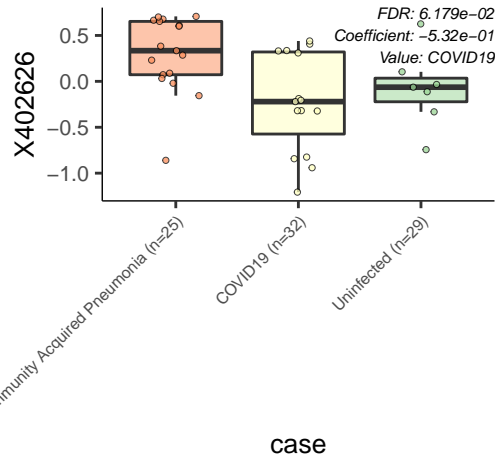 FDR: 6.179e−02
Coefficient: −5.32e−01
Value: COVID19
X402626
0.5
0.0
−0.5
−1.0
Acquired Pneumonia (n=25)
COVID19 (n=32)
Uninfected (n=29)
case